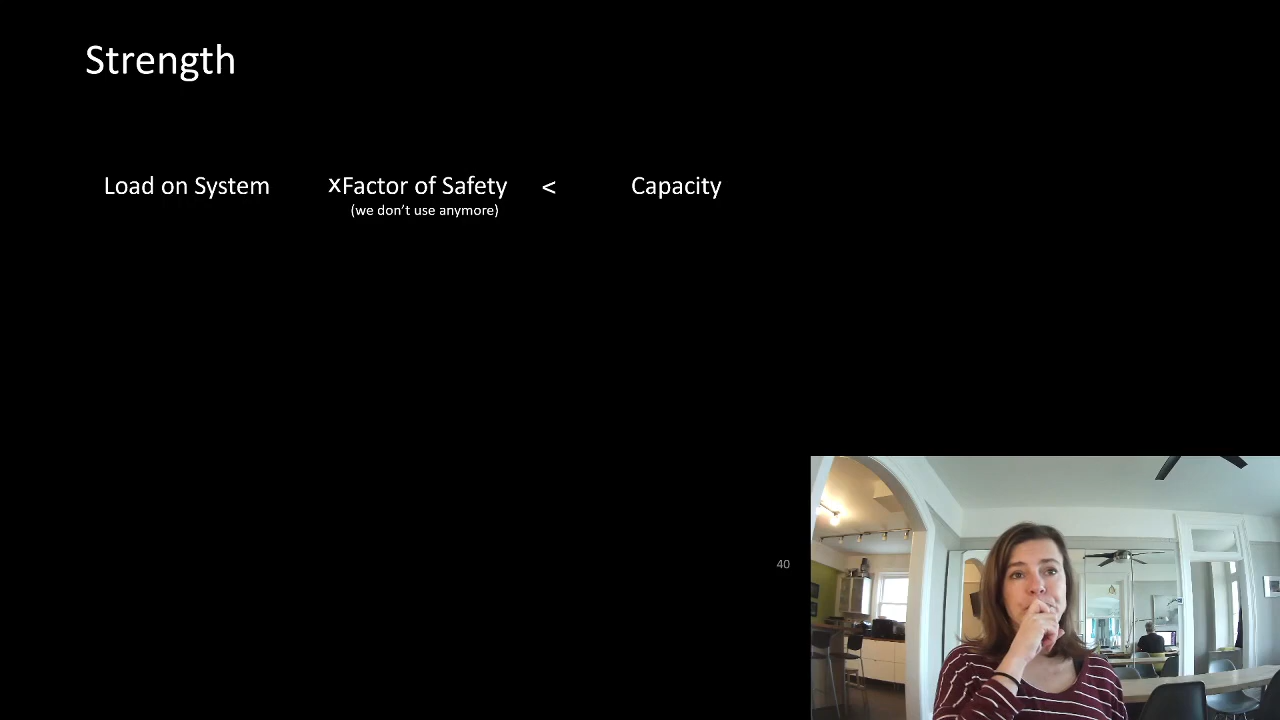 Strength
Load on System xFactor of Safety < Capacity
(we don't use anymore)
40